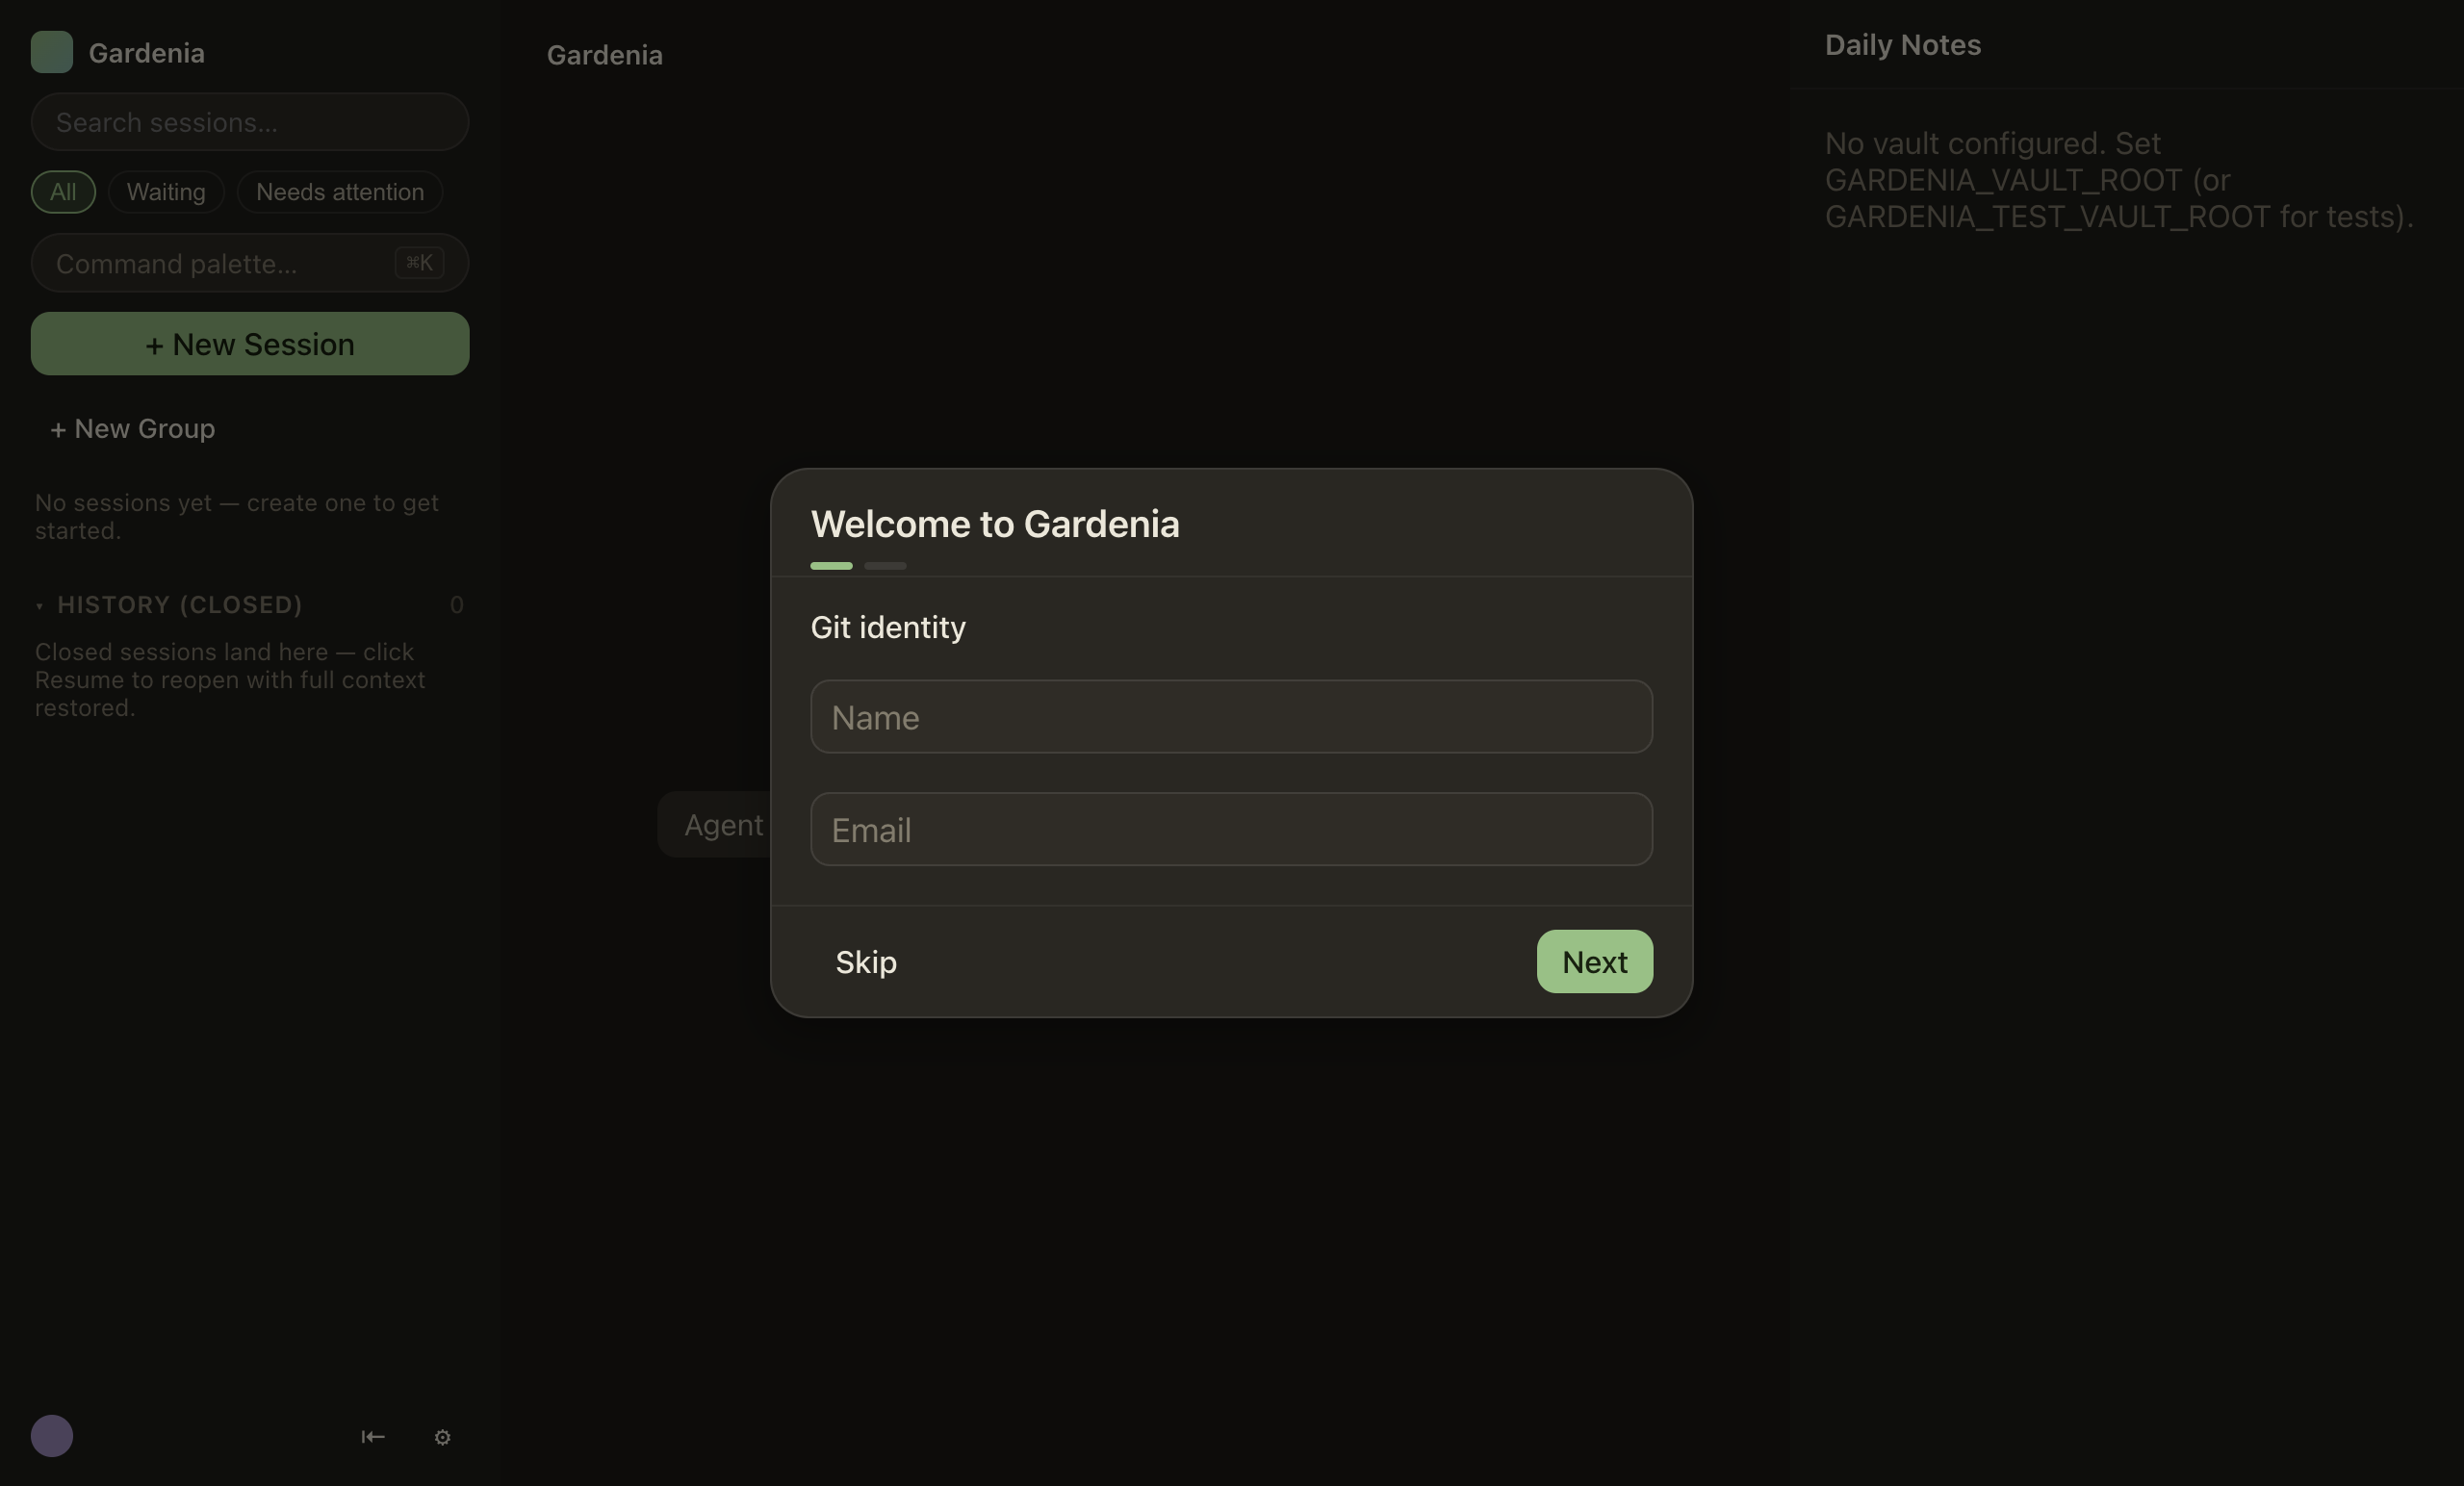 Gardenia
Search sessions...
All
Waiting
Needs attention
Command palette...
⌘K
+ New Session
+ New Group
No sessions yet — create one to get
started.
▾ HISTORY (CLOSED) 0
Closed sessions land here — click
Resume to reopen with full context
restored.
Gardenia
Agent
Welcome to Gardenia
Git identity
Name
Email
Skip
Next
Daily Notes
No vault configured. Set
GARDENIA_VAULT_ROOT (or
GARDENIA_TEST_VAULT_ROOT for tests).